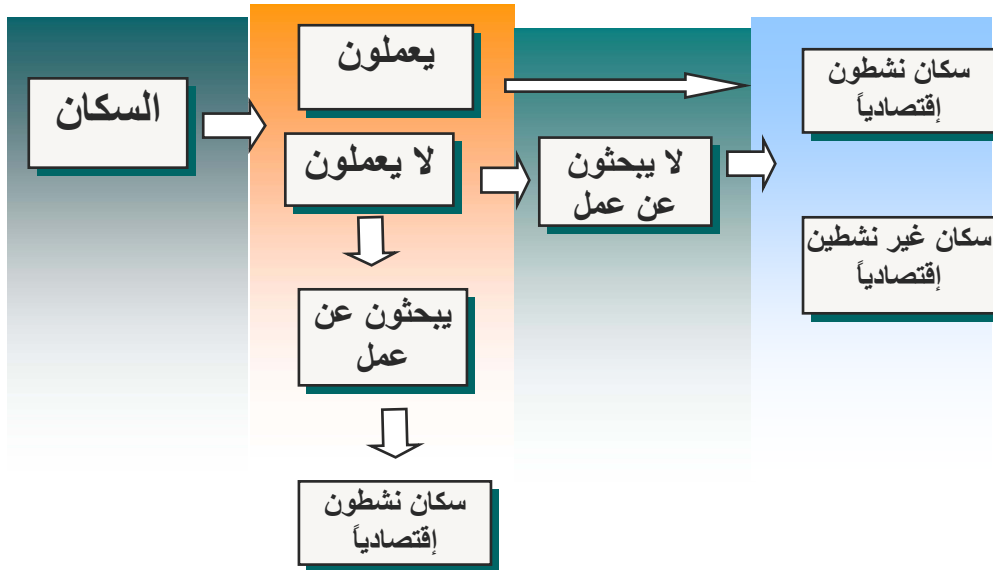 السكان
يعملون
لا يعملون
يبحثون عن
عمل
سكان نشطون
إقتصادياً
لا يبحثون
عن عمل
سكان نشطون
إقتصادياً
سكان غير نشطين
إقتصادياً